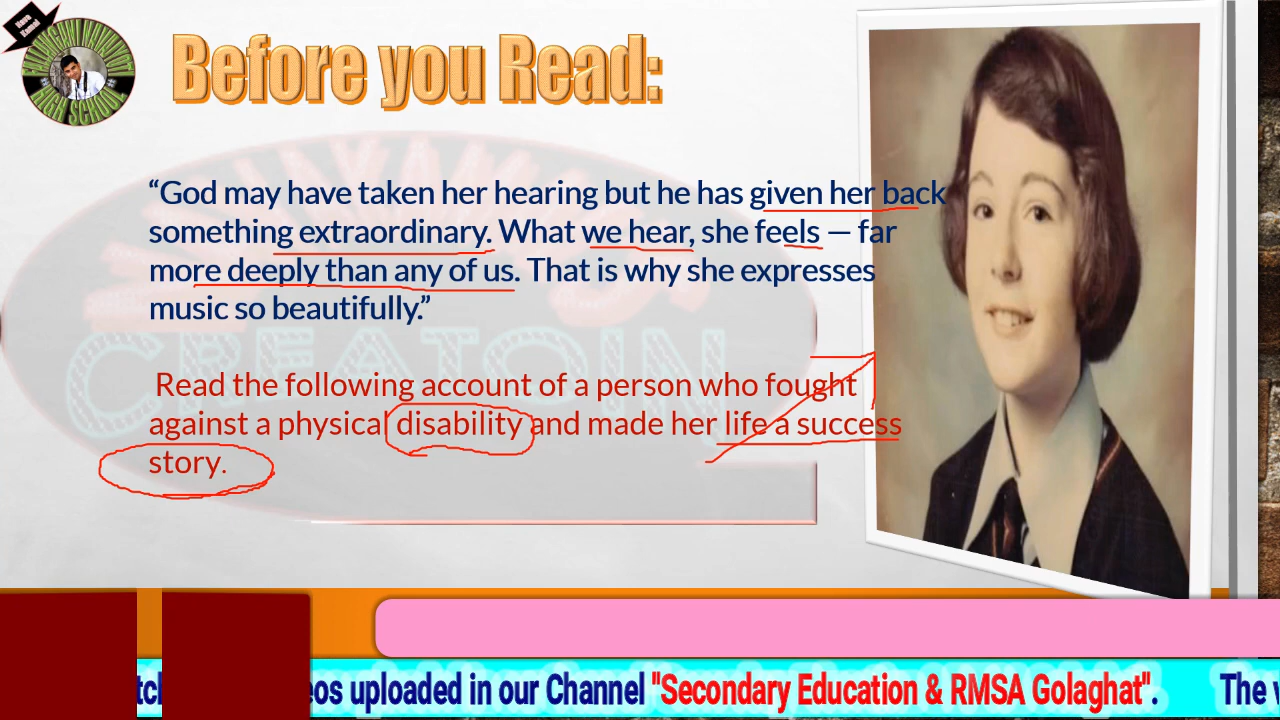 Before you Read:
“God may have taken her hearing but he has given her back
something extraordinary. What we hear, she feels — far
more deeply than any of us. That is why she expresses
music so beautifully.”
Read the following account of a person who fought
against a physical disability and made her life a success
story.
CREATOIN
HIGH SCHOOL
eos uploaded in our Channel "Secondary Education & RMSA Golaghat". The